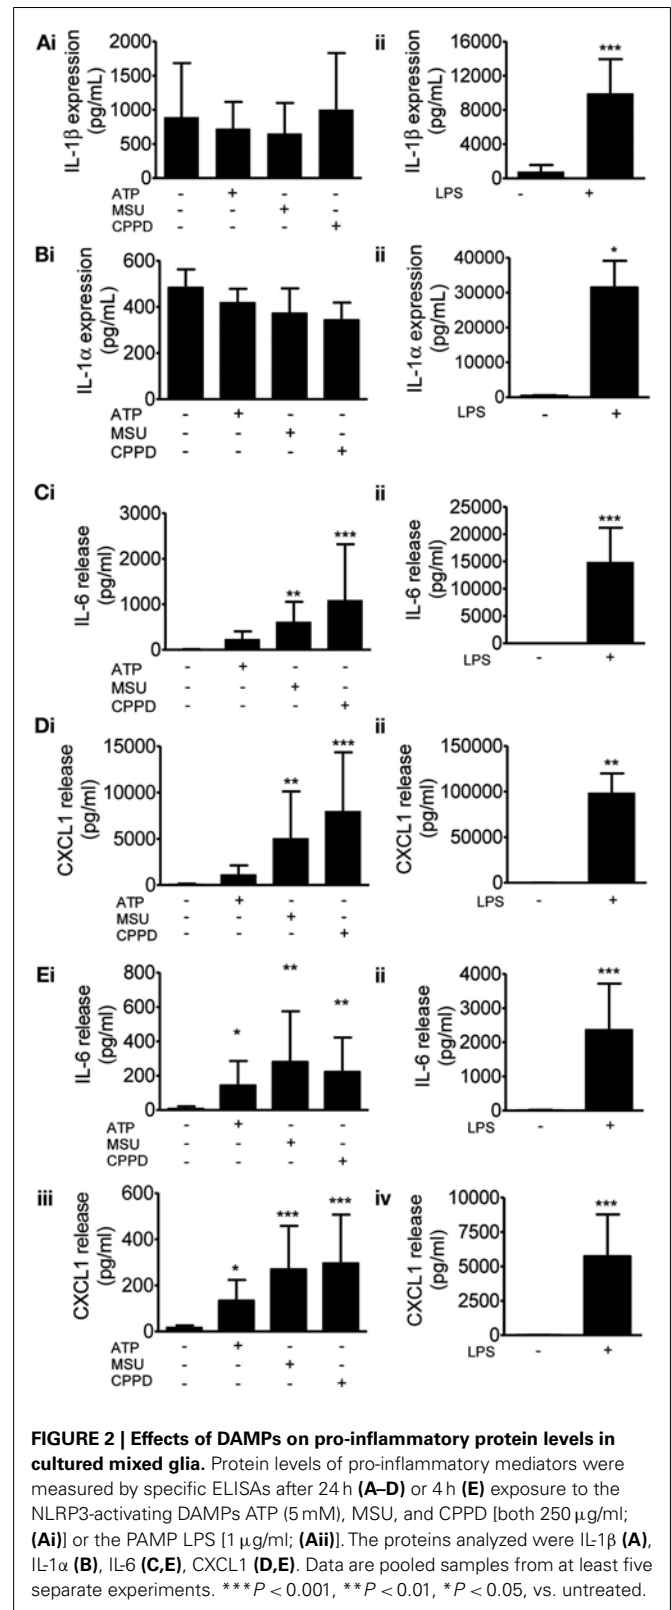 Ai
IL-1β expression
(pg/mL)
2000
1500
1000
500
0
ATP - + - -
MSU - - + -
CPPD - - - +
ii
IL-1β expression
(pg/mL)
16000
12000
8000
4000
0
***
LPS - +
Bi
IL-1α expression
(pg/mL)
600
400
200
0
ATP - + - -
MSU - - + -
CPPD - - - +
ii
IL-1α expression
(pg/mL)
40000
30000
20000
10000
0
*
LPS - +
Ci
IL-6 release
(pg/ml)
3000
2000
1000
0
**
***
ATP - + - -
MSU - - + -
CPPD - - - +
ii
IL-6 release
(pg/ml)
25000
20000
15000
10000
5000
0
***
LPS - +
Di
CXCL1 release
(pg/ml)
15000
10000
5000
0
**
***
ATP - + - -
MSU - - + -
CPPD - - - +
ii
CXCL1 release
(pg/ml)
150000
100000
50000
0
**
LPS - +
Ei
IL-6 release
(pg/ml)
800
600
400
200
0
*
**
**
ATP - + - -
MSU - - + -
CPPD - - - +
ii
IL-6 release
(pg/ml)
4000
3000
2000
1000
0
***
LPS - +
iii
CXCL1 release
(pg/ml)
600
400
200
0
*
***
***
ATP - + - -
MSU - - + -
CPPD - - - +
iv
CXCL1 release
(pg/ml)
10000
7500
5000
2500
0
***
LPS - +
FIGURE 2 | Effects of DAMPs on pro-inflammatory protein levels in
cultured mixed glia. Protein levels of pro-inflammatory mediators were
measured by specific ELISAs after 24 h (A–D) or 4 h (E) exposure to the
NLRP3-activating DAMPs ATP (5 mM), MSU, and CPPD [both 250 μg/ml;
(Ai)] or the PAMP LPS [1 μg/ml; (Aii)]. The proteins analyzed were IL-1β (A),
IL-1α (B), IL-6 (C,E), CXCL1 (D,E). Data are pooled samples from at least five
separate experiments. ***P < 0.001, **P < 0.01, *P < 0.05, vs. untreated.